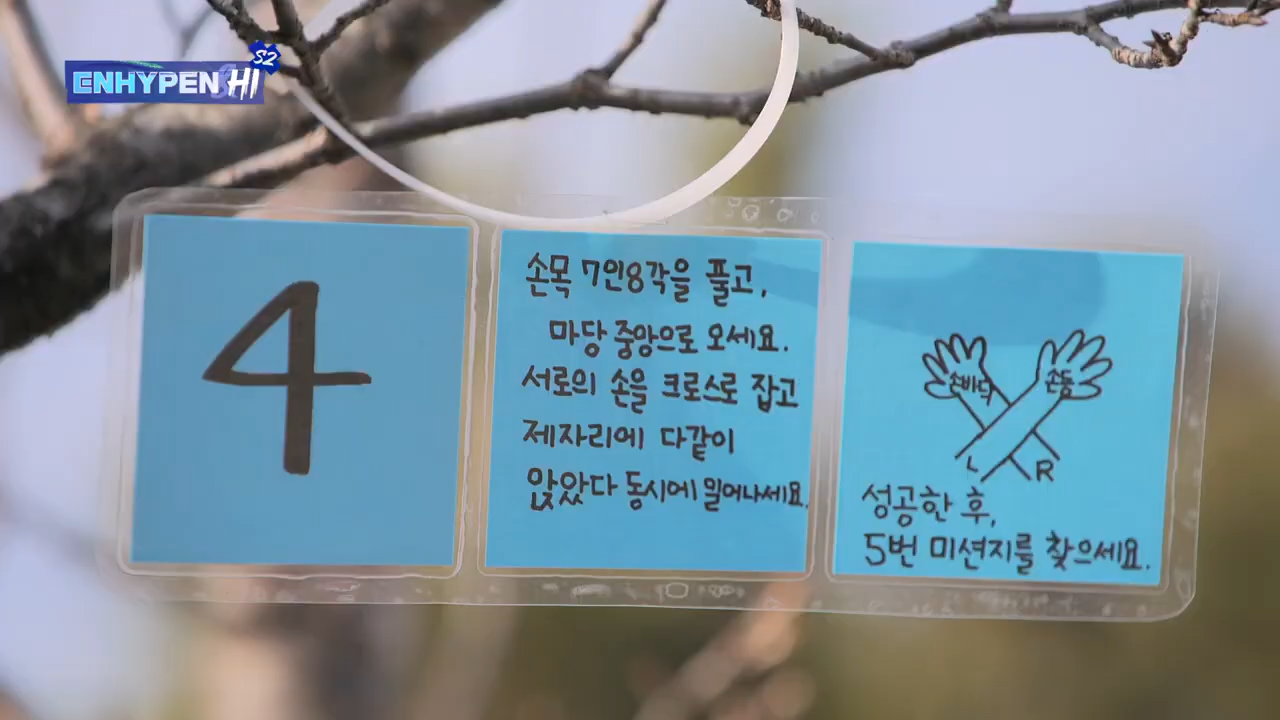 ENHYPEN&Hi
S2
4
손목 7인8각을 풀고,
마당 중앙으로 오세요.
서로의 손을 크로스로 잡고
제자리에 다같이
앉았다 동시에 일어나세요.
손바닥 손등
L R
성공한 후,
5번 미션지를 찾으세요.